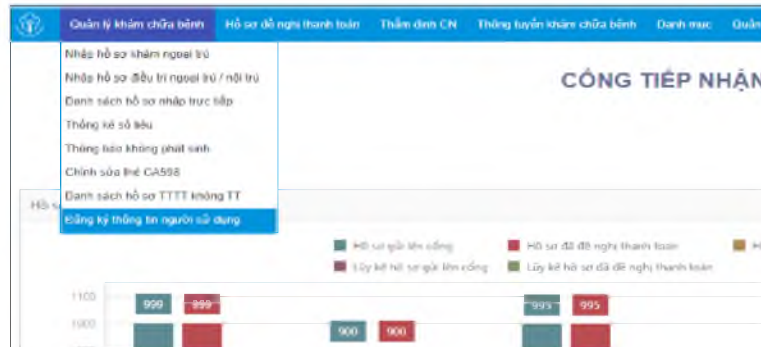 Quản lý khám chữa bệnh Hồ sơ đề nghị thanh toán Thẩm định CN Thông tuyến khám chữa bệnh Danh mục Quản
Nhập hồ sơ khám ngoại trú
Nhập hồ sơ điều trị ngoại trú / nội trú
Danh sách hồ sơ nhập trực tiếp
Thống kê số liệu
Thông báo không phát sinh
Chỉnh sửa thẻ CA598
Danh sách hồ sơ TTTT không TT
Đăng ký thông tin người sử dụng
CỔNG TIẾP NHẬN
Hồ s
Hồ sơ gửi lên cổng Hồ sơ đã đề nghị thanh toán H
Lũy kế hồ sơ gửi lên cổng Lũy kế hồ sơ đã đề nghị thanh toán
1100
999 999 995 995
1000
900 900